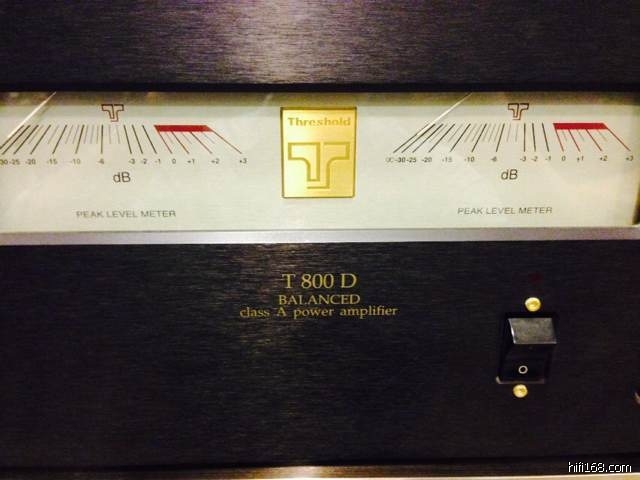 Threshold
30 -25 -20 -15 -10 -6 -3 -2 -1 0 +1 +2 +3
dB
PEAK LEVEL METER
-30 -25 -20 -15 -10 -6 -3 -2 -1 0 +1 +2 +3
dB
PEAK LEVEL METER
T 800 D
BALANCED
class A power amplifier
hifi168.com